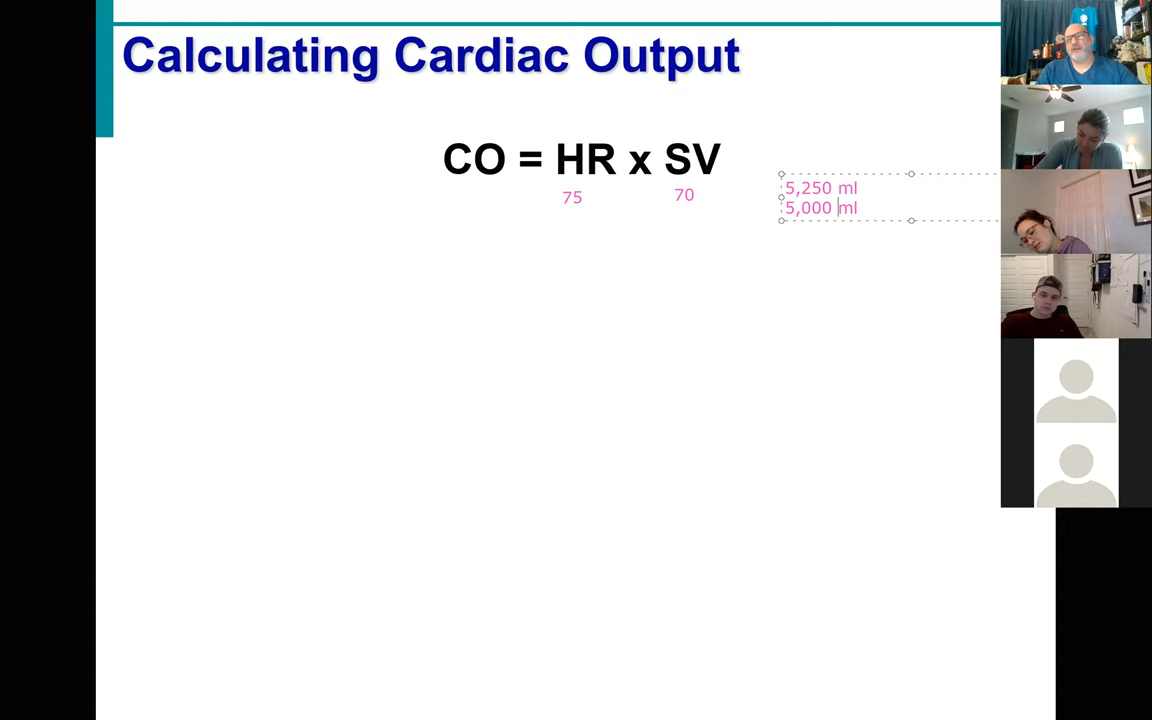 Calculating Cardiac Output
CO = HR x SV
75
70
5,250 ml
5,000 ml